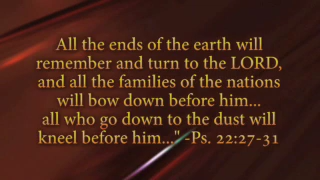 All the ends of the earth will
remember and turn to the LORD,
and all the families of the nations
will bow down before him...
all who go down to the dust will
kneel before him..." -Ps. 22:27-31